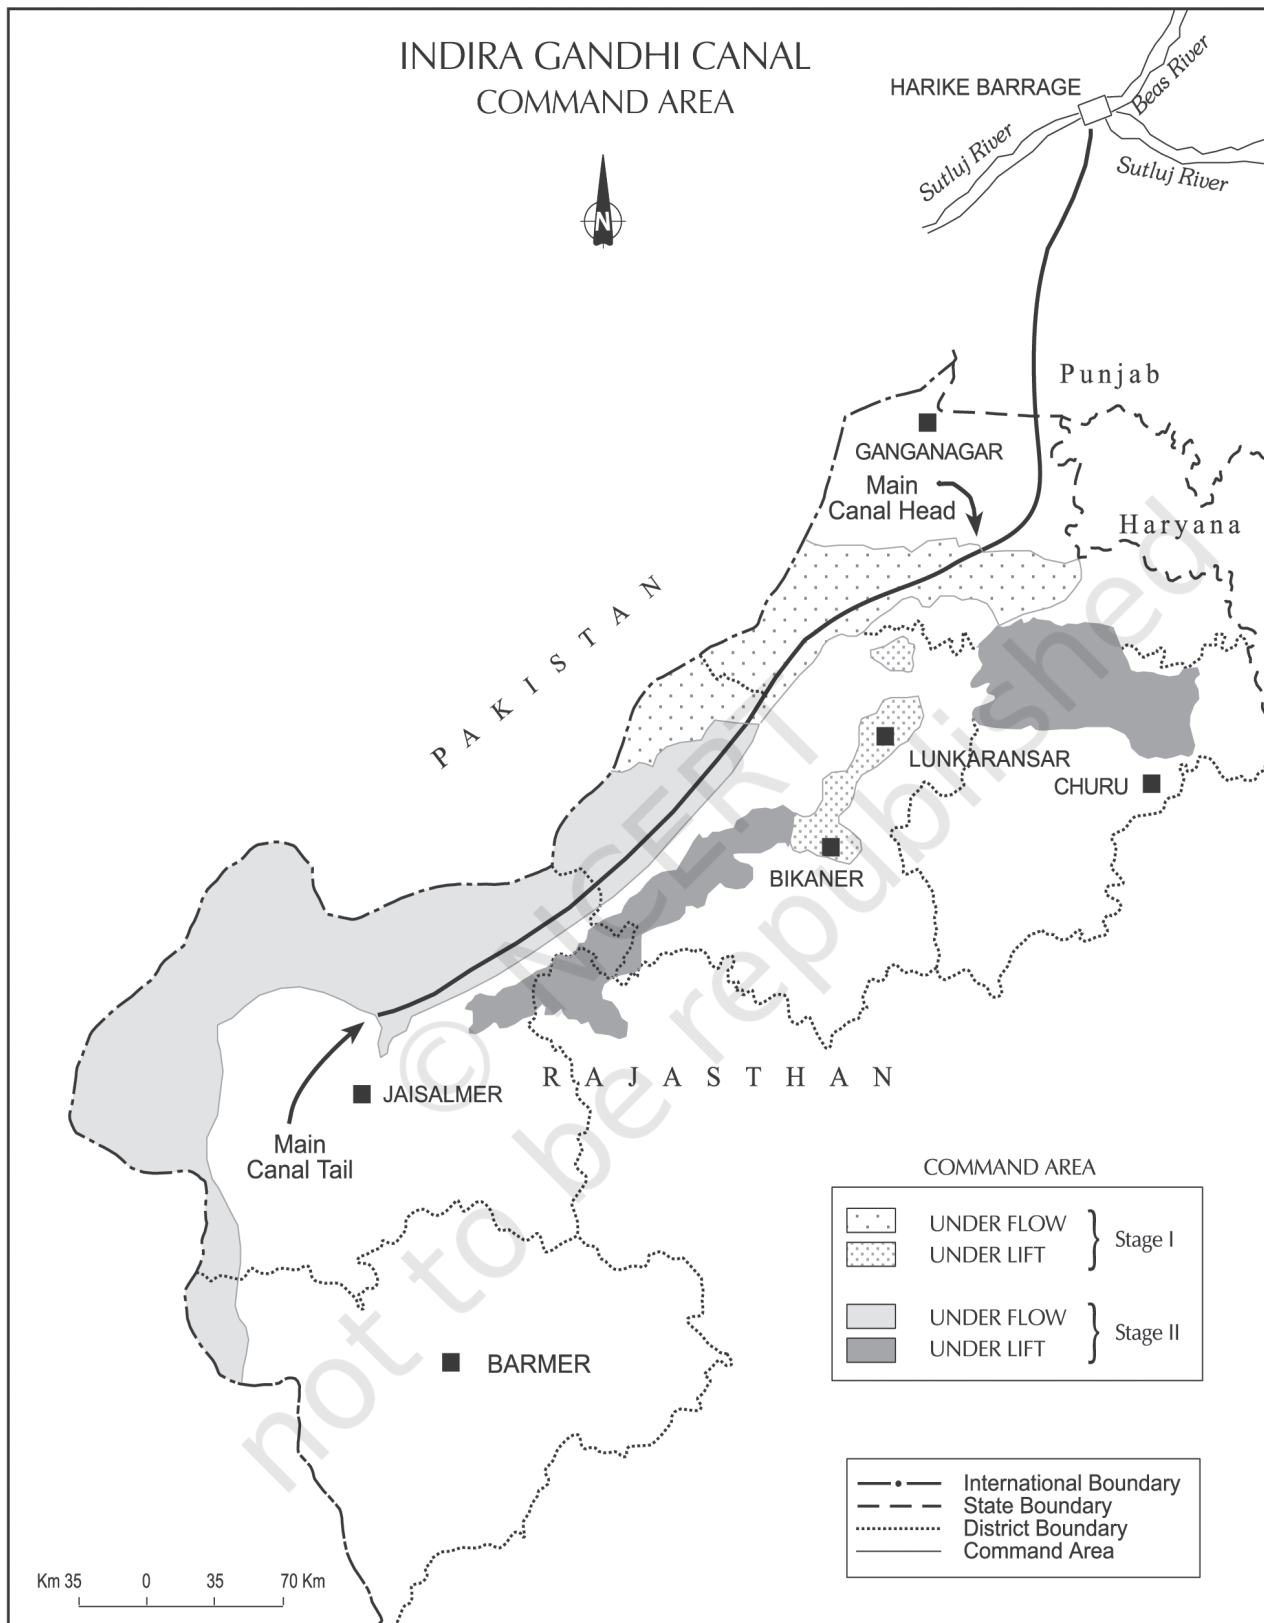 INDIRA GANDHI CANAL
COMMAND AREA
HARIKE BARRAGE
Beas River
Sutluj River
Sutluj River
N
Punjab
GANGANAGAR
Main
Canal Head
Haryana
PAKISTAN
LUNKARANSAR
CHURU
BIKANER
RAJASTHAN
JAISALMER
Main
Canal Tail
BARMER
COMMAND AREA
UNDER FLOW
UNDER LIFT
Stage I
UNDER FLOW
UNDER LIFT
Stage II
International Boundary
State Boundary
District Boundary
Command Area
Km 35 0 35 70 Km
© NCERT
not to be republished